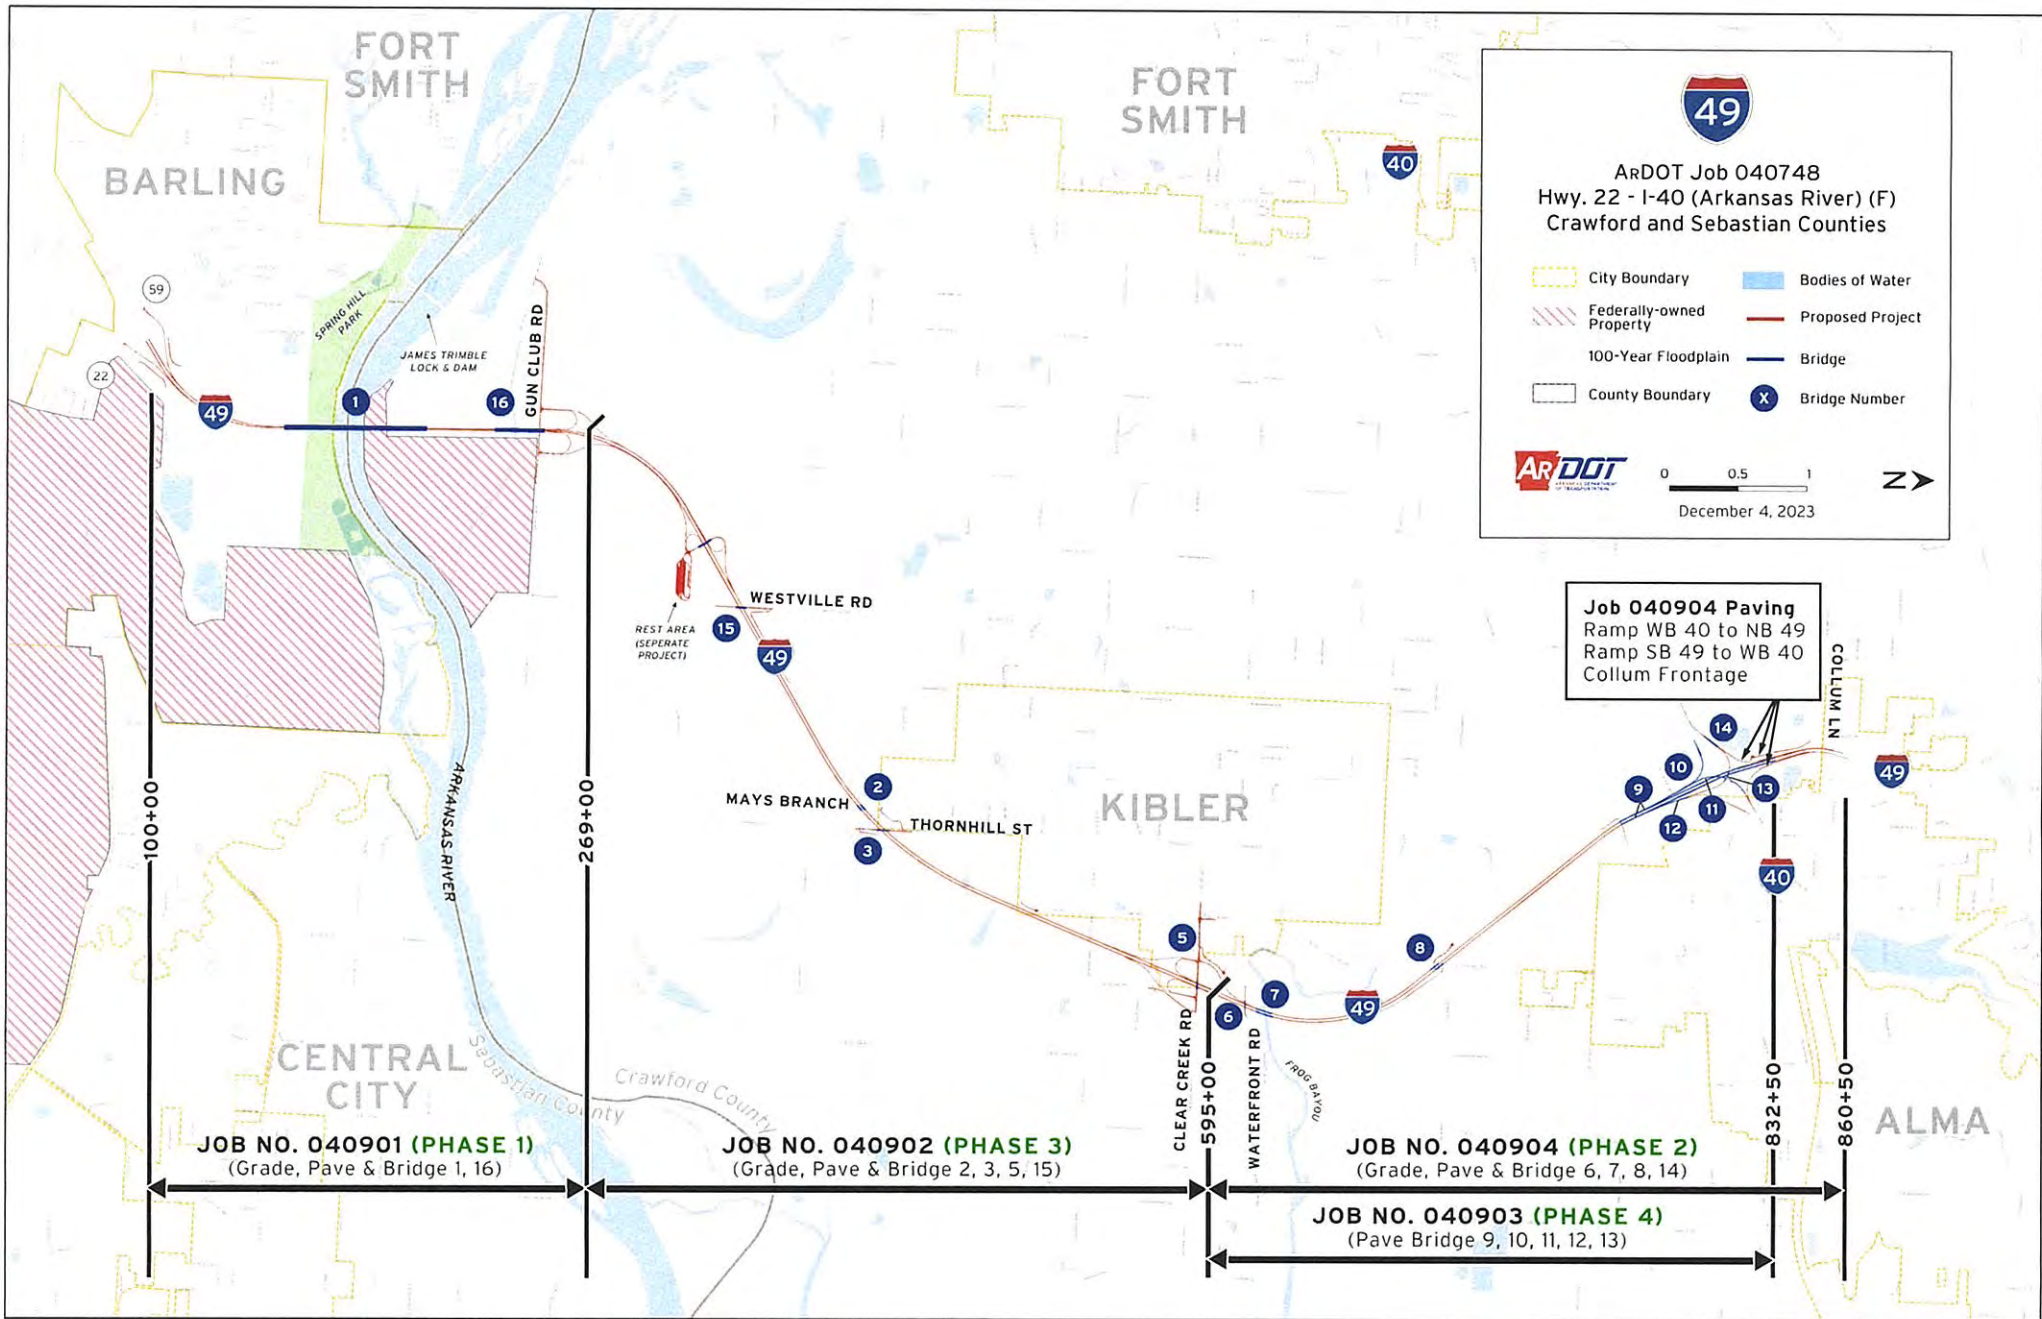 FORT
SMITH
FORT
SMITH
BARLING
40
49
ARDOT Job 040748
Hwy. 22 - I-40 (Arkansas River) (F)
Crawford and Sebastian Counties
City Boundary
Bodies of Water
Federally-owned
Property
Proposed Project
100-Year Floodplain
Bridge
County Boundary
X
Bridge Number
ARDOT
0 0.5 1
N
December 4, 2023
59
22
49
SPRING HILL
PARK
JAMES TRIMBLE
LOCK & DAM
1
16
GUN CLUB RD
REST AREA
(SEPERATE
PROJECT)
15
WESTVILLE RD
49
MAYS BRANCH
2
THORNHILL ST
3
KIBLER
Job 040904 Paving
Ramp WB 40 to NB 49
Ramp SB 49 to WB 40
Collum Frontage
COLLUM LN
14
10
9
13
11
12
49
40
5
8
7
6
49
CLEAR CREEK RD
WATERFRONT RD
FROG BAYOU
ARKANSAS RIVER
CENTRAL
CITY
Sebastian County
Crawford County
ALMA
100+00
269+00
595+00
832+50
860+50
JOB NO. 040901 (PHASE 1)
(Grade, Pave & Bridge 1, 16)
JOB NO. 040902 (PHASE 3)
(Grade, Pave & Bridge 2, 3, 5, 15)
JOB NO. 040904 (PHASE 2)
(Grade, Pave & Bridge 6, 7, 8, 14)
JOB NO. 040903 (PHASE 4)
(Pave Bridge 9, 10, 11, 12, 13)